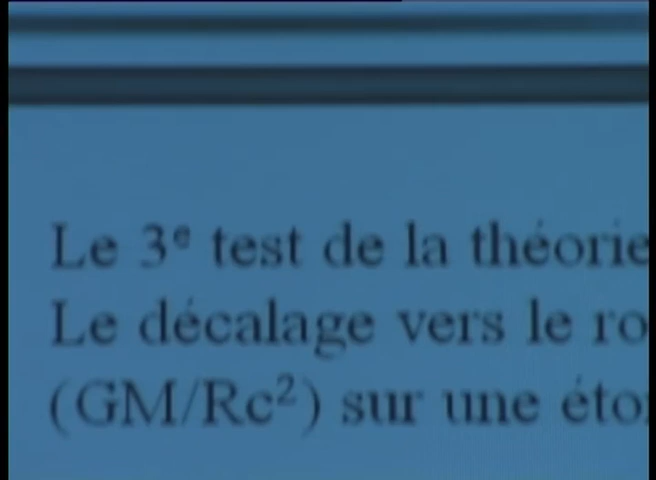 Le 3ᵉ test de la théorie
Le décalage vers le ro
(GM/Rc²) sur une éto